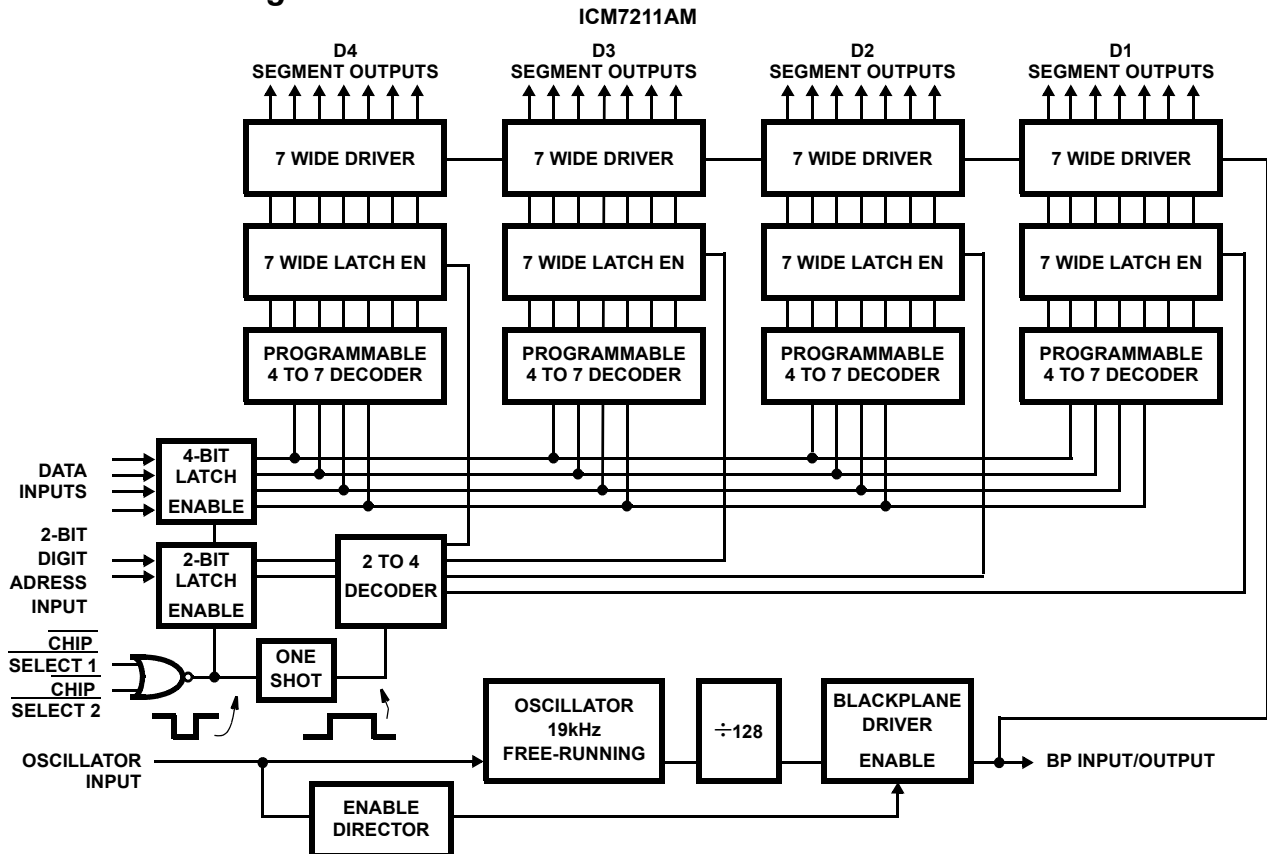 ICM7211AM
D4
SEGMENT OUTPUTS
D3
SEGMENT OUTPUTS
D2
SEGMENT OUTPUTS
D1
SEGMENT OUTPUTS
7 WIDE DRIVER
7 WIDE DRIVER
7 WIDE DRIVER
7 WIDE DRIVER
7 WIDE LATCH EN
7 WIDE LATCH EN
7 WIDE LATCH EN
7 WIDE LATCH EN
PROGRAMMABLE
4 TO 7 DECODER
PROGRAMMABLE
4 TO 7 DECODER
PROGRAMMABLE
4 TO 7 DECODER
PROGRAMMABLE
4 TO 7 DECODER
DATA
INPUTS
4-BIT
LATCH
ENABLE
2-BIT
DIGIT
ADRESS
INPUT
2-BIT
LATCH
ENABLE
2 TO 4
DECODER
CHIP
SELECT 1
CHIP
SELECT 2
ONE
SHOT
OSCILLATOR
19kHz
FREE-RUNNING
÷128
BLACKPLANE
DRIVER
ENABLE
OSCILLATOR
INPUT
BP INPUT/OUTPUT
ENABLE
DIRECTOR